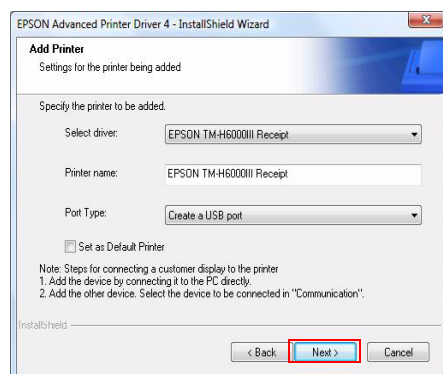 EPSON Advanced Printer Driver 4 - InstallShield Wizard
Add Printer
Settings for the printer being added
Specify the printer to be added.
Select driver: EPSON TM-H6000III Receipt
Printer name: EPSON TM-H6000III Receipt
Port Type: Create a USB port
Set as Default Printer
Note: Steps for connecting a customer display to the printer
1. Add the device by connecting it to the PC directly.
2. Add the other device. Select the device to be connected in "Communication".
InstallShield
< Back Next > Cancel